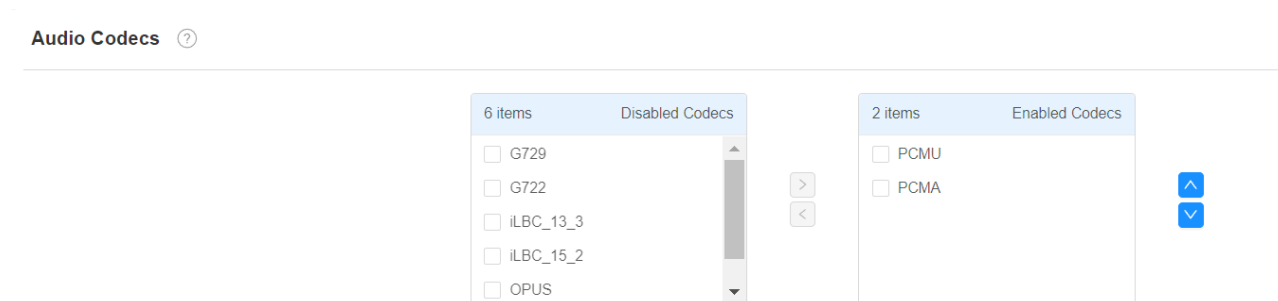 Audio Codecs ?
6 items Disabled Codecs
G729
G722
iLBC_13_3
iLBC_15_2
OPUS
2 items Enabled Codecs
PCMU
PCMA